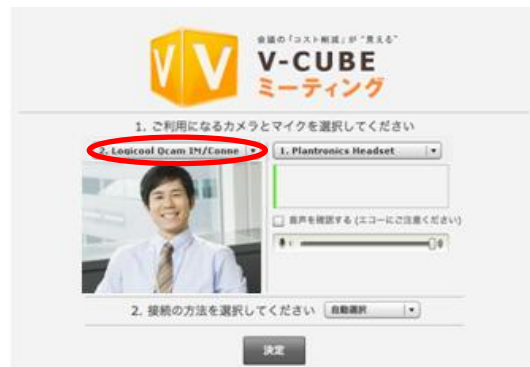 会議の「コスト削減」が"見える"
V-CUBE
ミーティング
1. ご利用になるカメラとマイクを選択してください
2. Logicool Qcam IM/Conne
1. Plantronics Headset
音声を確認する (エコーにご注意ください)
2. 接続の方法を選択してください 自動選択
決定